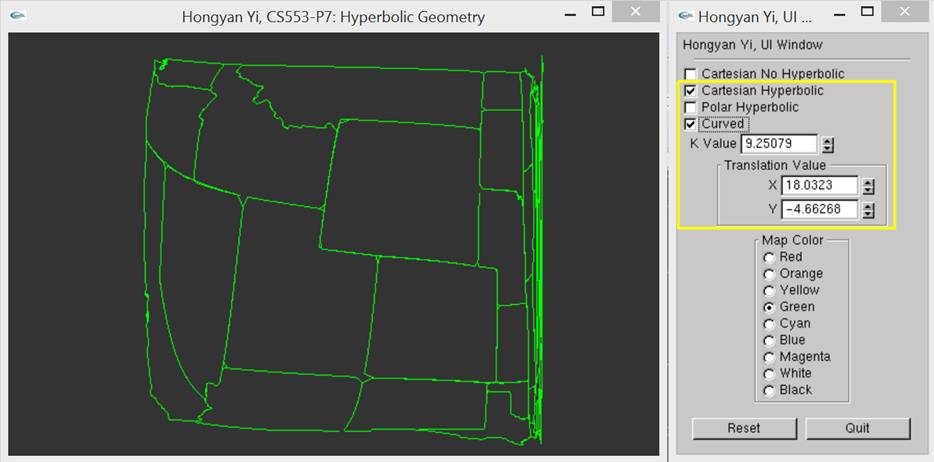 Hongyan Yi, CS553-P7: Hyperbolic Geometry
Hongyan Yi, UI ...
Hongyan Yi, UI Window
Cartesian No Hyperbolic
Cartesian Hyperbolic
Polar Hyperbolic
Curved
K Value 9.25079
Translation Value
X 18.0323
Y -4.66268
Map Color
Red
Orange
Yellow
Green
Cyan
Blue
Magenta
White
Black
Reset Quit